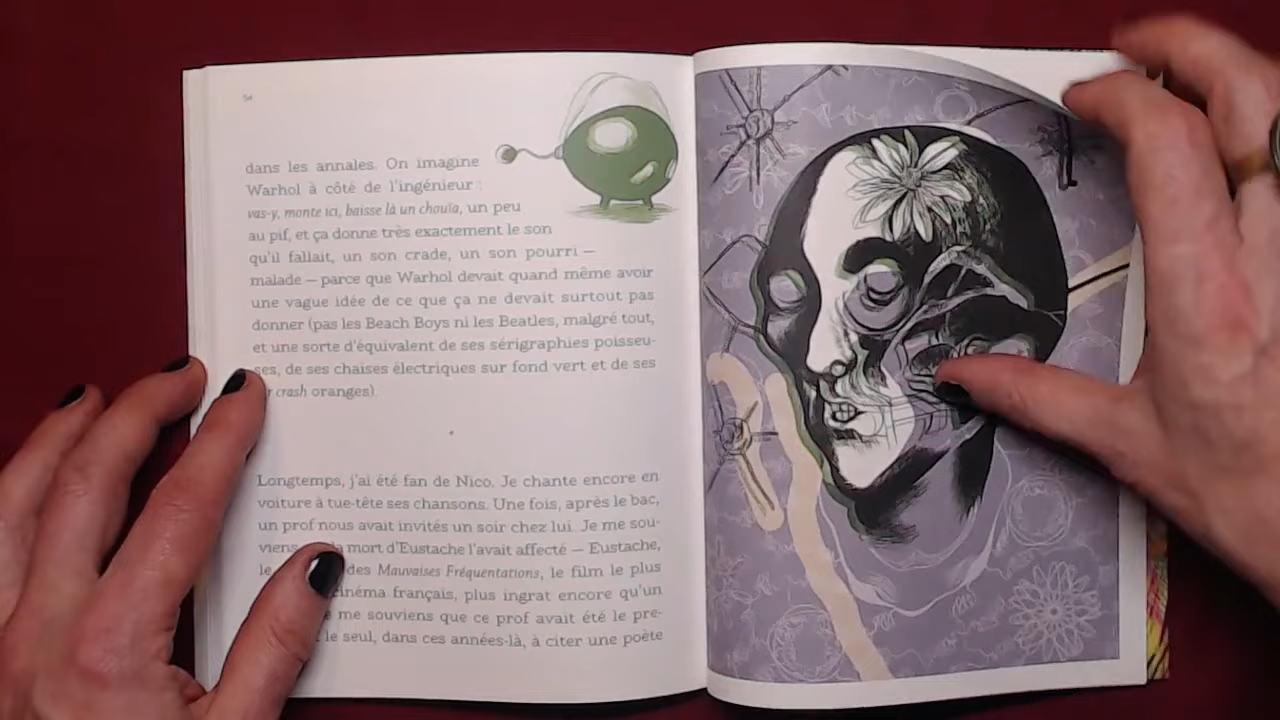 54
dans les annales. On imagine
Warhol à côté de l'ingénieur :
vas-y, monte ici, baisse là un chouïa, un peu
au pif, et ça donne très exactement le son
qu'il fallait, un son crade, un son pourri —
malade — parce que Warhol devait quand même avoir
une vague idée de ce que ça ne devait surtout pas
donner (pas les Beach Boys ni les Beatles, malgré tout,
et une sorte d'équivalent de ses sérigraphies poisseu-
ses, de ses chaises électriques sur fond vert et de ses
crash oranges).
Longtemps, j'ai été fan de Nico. Je chante encore en
voiture à tue-tête ses chansons. Une fois, après le bac,
un prof nous avait invités un soir chez lui. Je me sou-
viens mort d'Eustache l'avait affecté — Eustache,
le des Mauvaises Fréquentations, le film le plus
cinéma français, plus ingrat encore qu'un
me souviens que ce prof avait été le pre-
le seul, dans ces années-là, à citer une poète